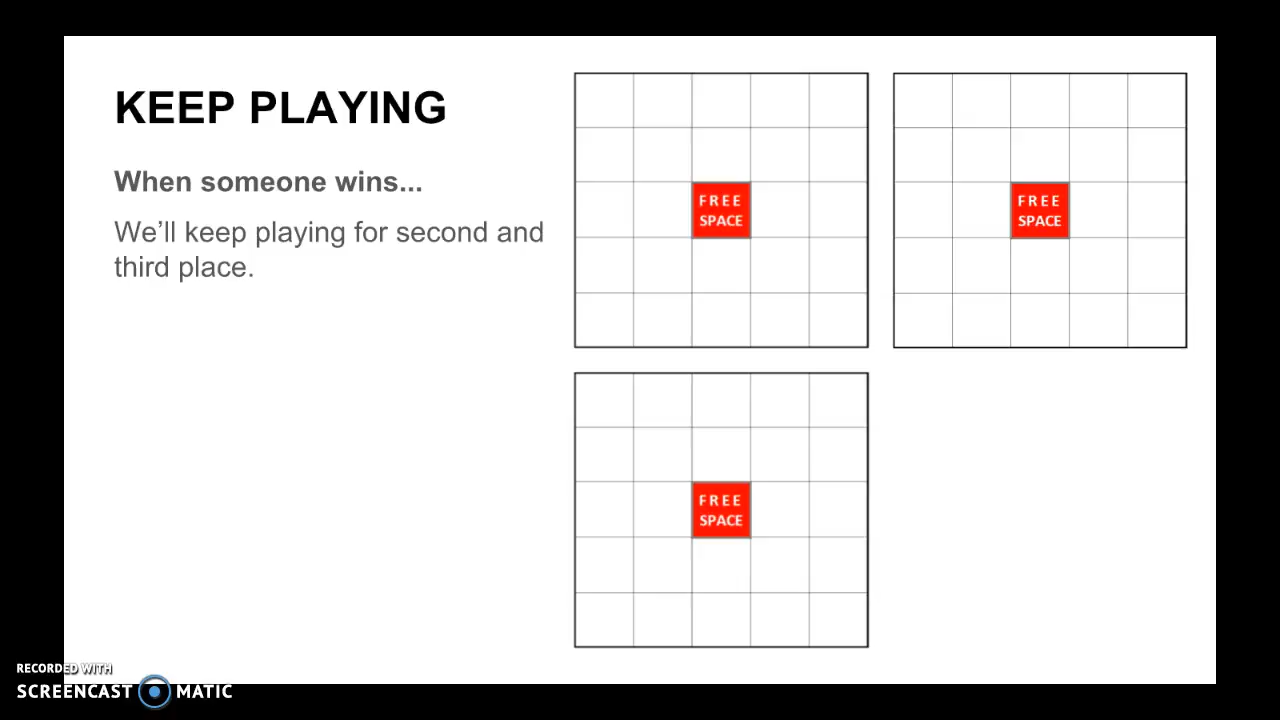 KEEP PLAYING
When someone wins...
We'll keep playing for second and
third place.
FREE
SPACE
FREE
SPACE
FREE
SPACE
RECORDED WITH
SCREENCAST MATIC